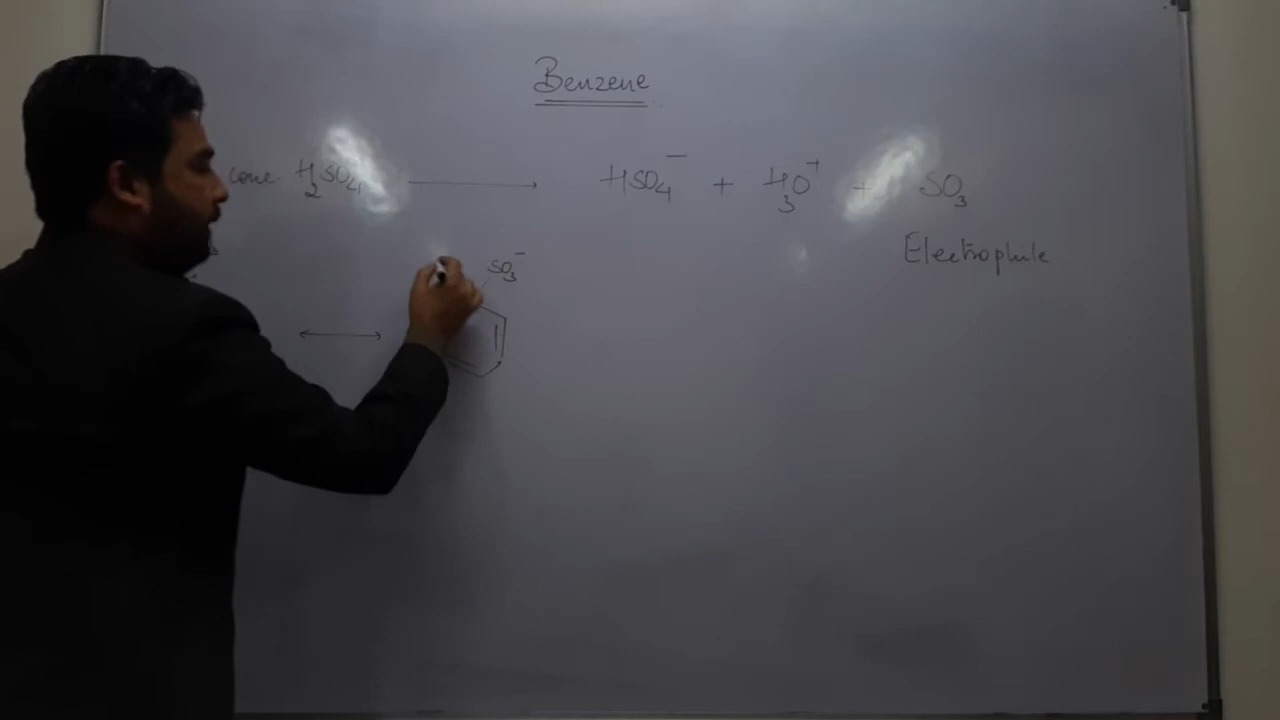 Benzene
conc. H₂SO₄ ⟶ HSO₄⁻ + H₃O⁺ + SO₃
Electrophile
SO₃⁻